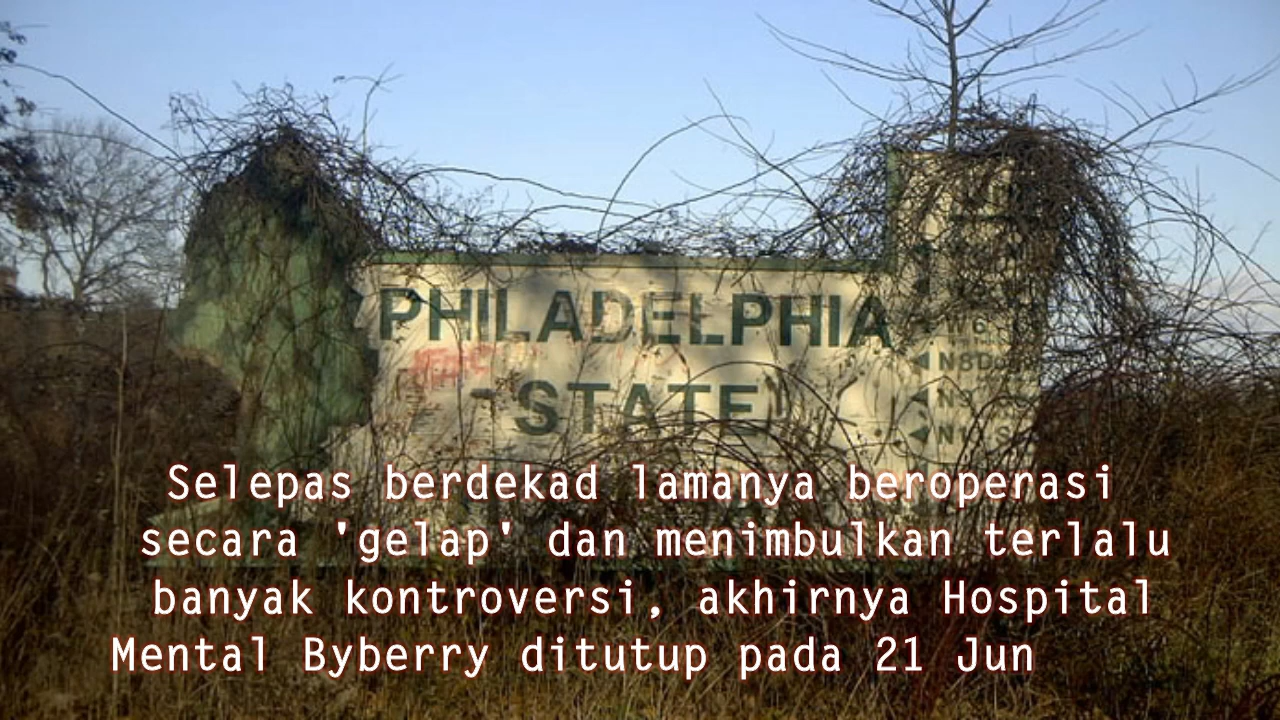 PHILADELPHIA
STATE
Selepas berdekad lamanya beroperasi
secara 'gelap' dan menimbulkan terlalu
banyak kontroversi, akhirnya Hospital
Mental Byberry ditutup pada 21 Jun